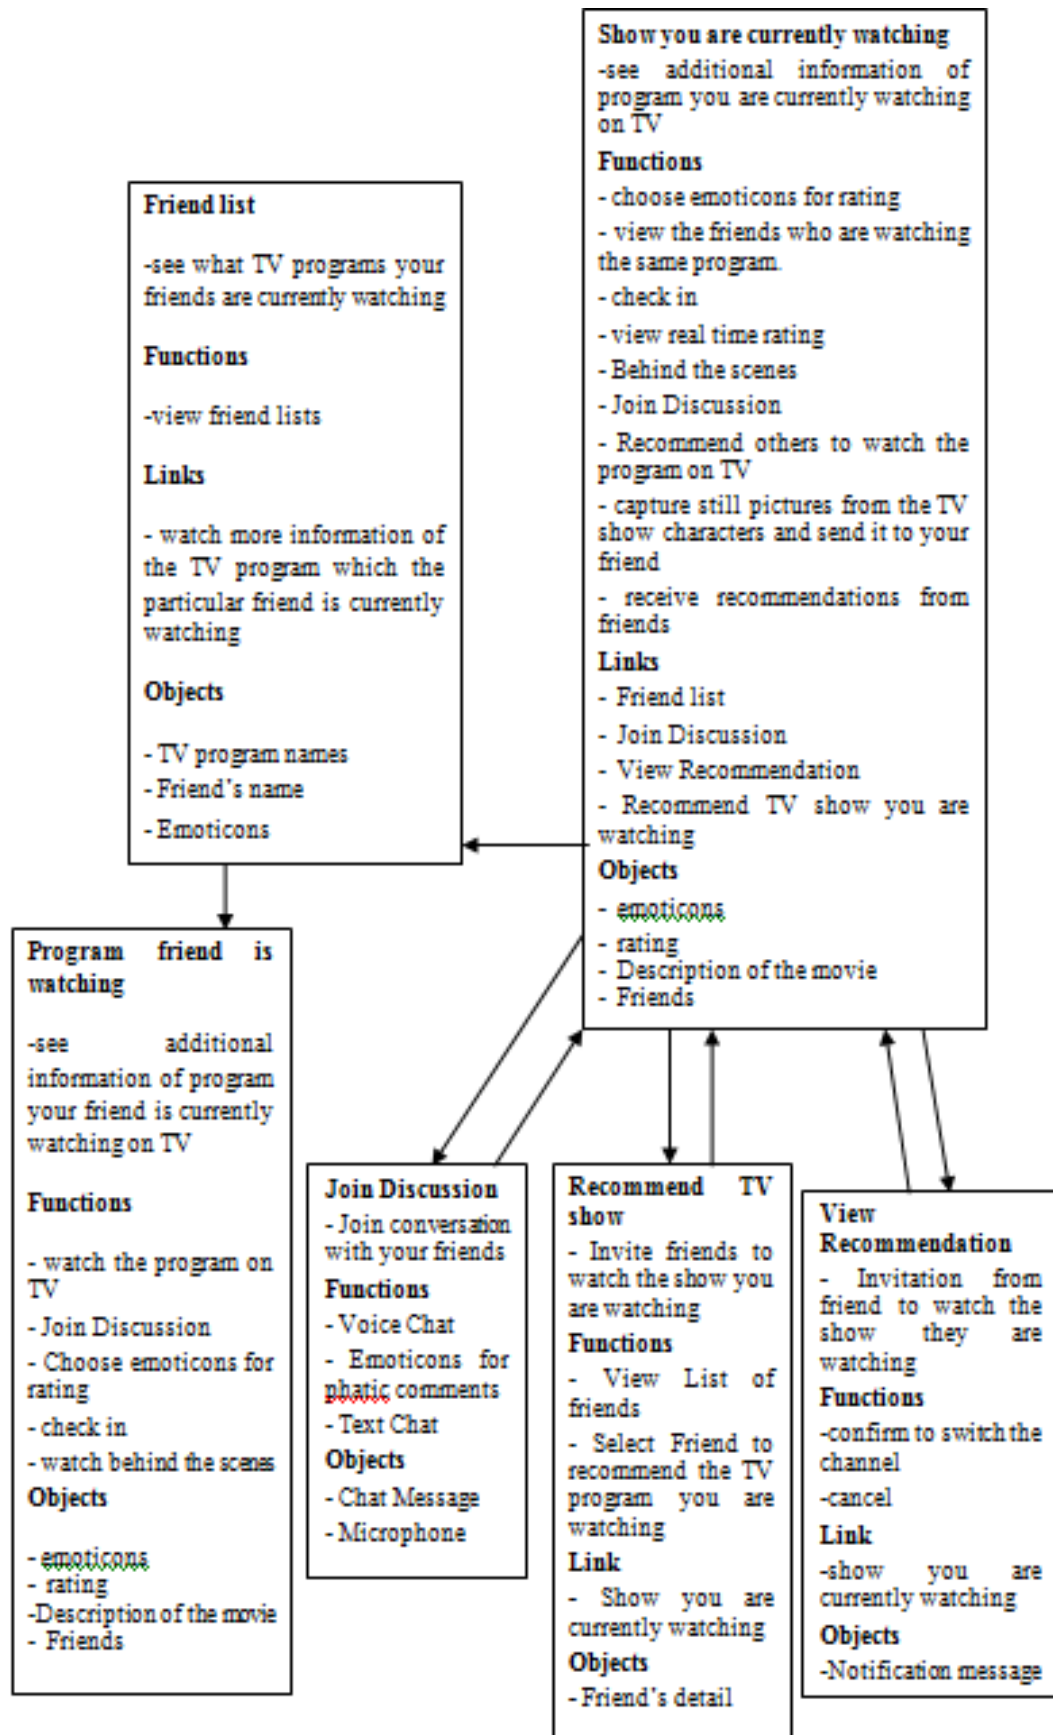 Show you are currently watching
-see additional information of
program you are currently watching
on TV
Functions
- choose emoticons for rating
- view the friends who are watching
the same program.
- check in
- view real time rating
- Behind the scenes
- Join Discussion
- Recommend others to watch the
program on TV
- capture still pictures from the TV
show characters and send it to your
friend
- receive recommendations from
friends
Links
- Friend list
- Join Discussion
- View Recommendation
- Recommend TV show you are
watching
Objects
- emoticons
- rating
- Description of the movie
- Friends
Friend list
-see what TV programs your
friends are currently watching
Functions
-view friend lists
Links
- watch more information of
the TV program which the
particular friend is currently
watching
Objects
- TV program names
- Friend's name
- Emoticons
Program friend is
watching
-see additional
information of program
your friend is currently
watching on TV
Functions
- watch the program on
TV
- Join Discussion
- Choose emoticons for
rating
- check in
- watch behind the scenes
Objects
- emoticons
- rating
-Description of the movie
- Friends
Join Discussion
- Join conversation
with your friends
Functions
- Voice Chat
- Emoticons for
phatic comments
- Text Chat
Objects
- Chat Message
- Microphone
Recommend TV
show
- Invite friends to
watch the show you
are watching
Functions
- View List of
friends
- Select Friend to
recommend the TV
program you are
watching
Link
- Show you are
currently watching
Objects
- Friend's detail
View
Recommendation
- Invitation from
friend to watch the
show they are
watching
Functions
-confirm to switch the
channel
-cancel
Link
-show you are
currently watching
Objects
-Notification message